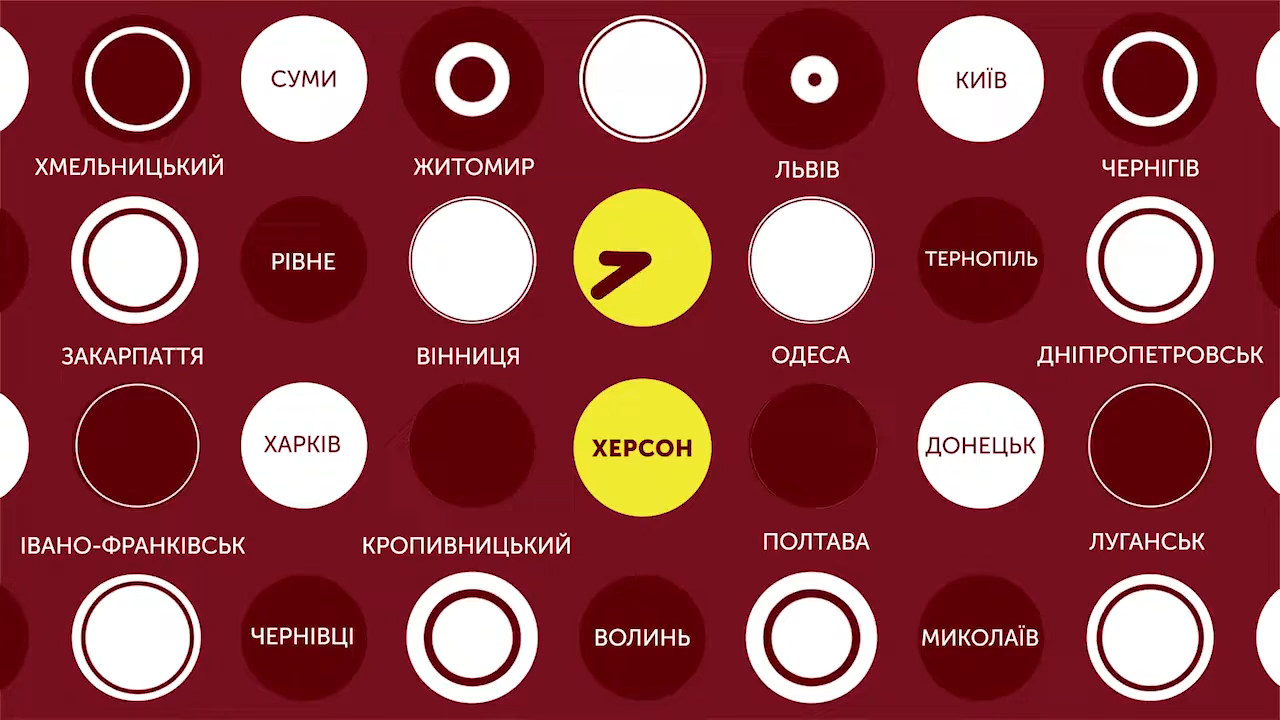 СУМИ
КИЇВ
ХМЕЛЬНИЦЬКИЙ
ЖИТОМИР
ЛЬВІВ
ЧЕРНІГІВ
РІВНЕ
ТЕРНОПІЛЬ
ЗАКАРПАТТЯ
ВІННИЦЯ
ОДЕСА
ДНІПРОПЕТРОВСЬК
ХАРКІВ
ХЕРСОН
ДОНЕЦЬК
ІВАНО-ФРАНКІВСЬК
КРОПИВНИЦЬКИЙ
ПОЛТАВА
ЛУГАНСЬК
ЧЕРНІВЦІ
ВОЛИНЬ
МИКОЛАЇВ